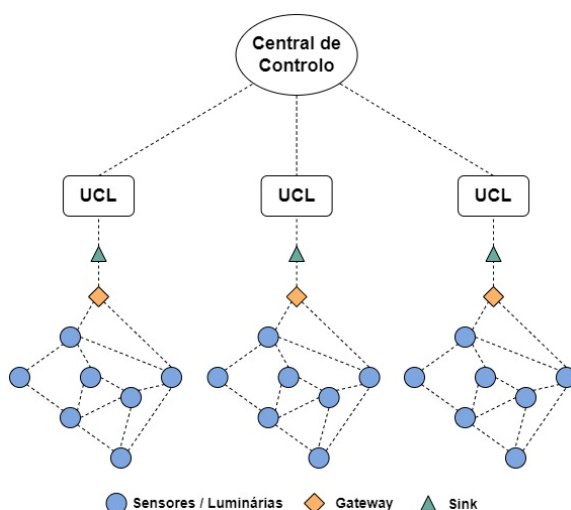 Central de
Controlo
UCL UCL UCL
Sensores / Luminárias Gateway Sink